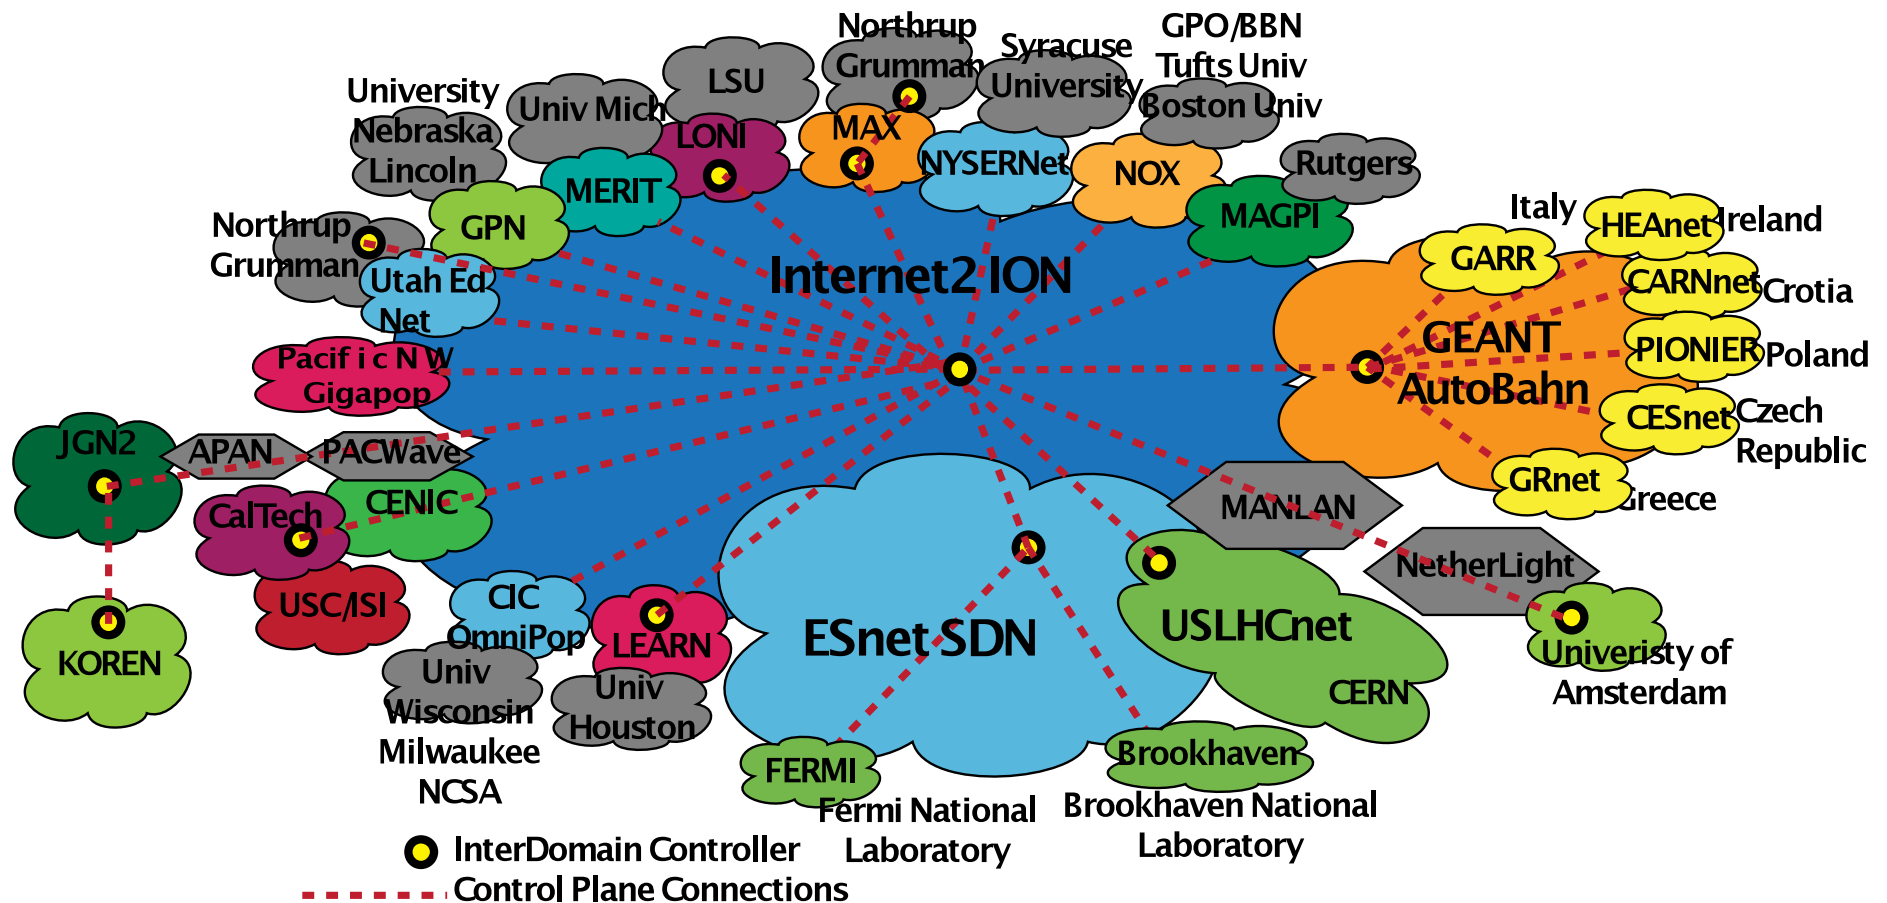 Northrup
Grumman
Syracuse
University
GPO/BBN
Tufts Univ
Boston Univ
LSU
University
Nebraska
Lincoln
Univ Mich
LONI
MAX
NYSERNet
NOX
Rutgers
MERIT
MAGPI
Northrup
Grumman
GPN
Utah Ed
Net
Internet2 ION
Italy
GARR
HEAnet
Ireland
CARNnet
Crotia
GEANT
AutoBahn
PIONIER
Poland
CESnet
Czech
Republic
GRnet
Greece
Pacific NW
Gigapop
JGN2
APAN
PACWave
CENIC
CalTech
USC/ISI
KOREN
CIC
OmniPop
Univ
Wisconsin
Milwaukee
NCSA
LEARN
Univ
Houston
ESnet SDN
MANLAN
NetherLight
USLHCnet
CERN
Univeristy of
Amsterdam
FERMI
Fermi National
Laboratory
Brookhaven
Brookhaven National
Laboratory
InterDomain Controller
Control Plane Connections